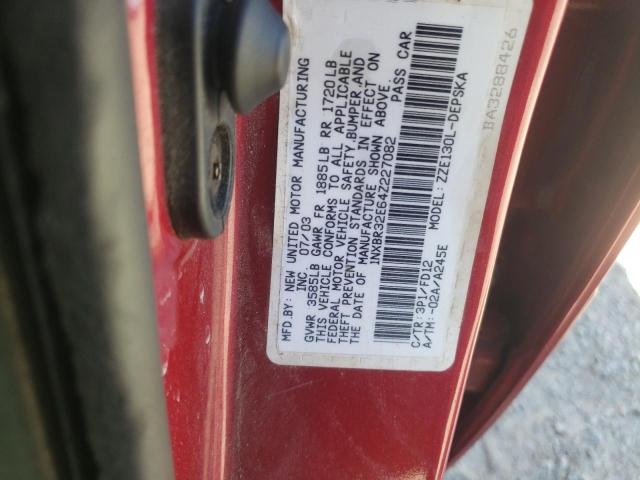 MFD.BY: NEW UNITED MOTOR MANUFACTURING
INC. 07/03
GVWR 3585LB GAWR FR 1885LB RR 1720LB
THIS VEHICLE CONFORMS TO ALL APPLICABLE
FEDERAL MOTOR VEHICLE SAFETY,BUMPER,AND
THEFT PREVENTION STANDARDS IN EFFECT ON
THE DATE OF MANUFACTURE SHOWN ABOVE.
1NXBR32E64Z227082 PASS CAR
C/TR: 3P1/FD12 MODEL: ZZE130L-DEPSKA
A/TM: -02A/A245E
BA3288426